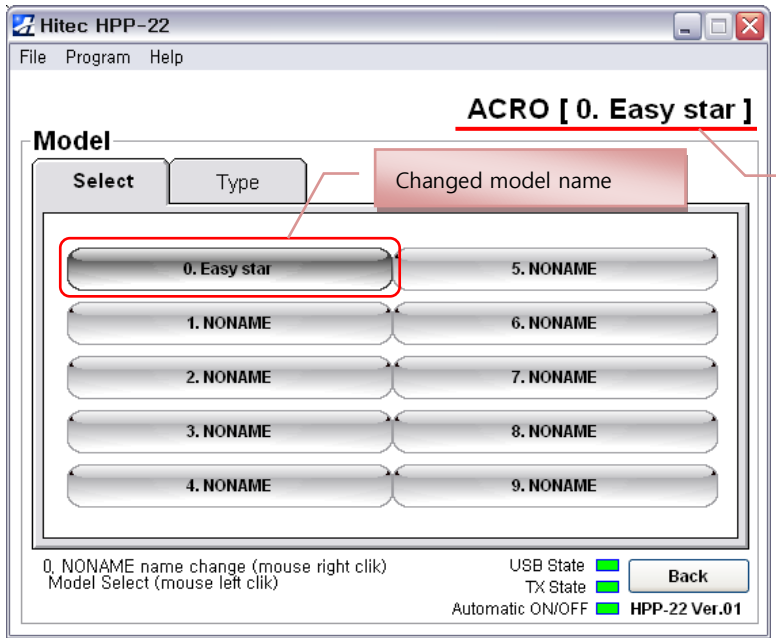 Hitec HPP-22
File Program Help
ACRO [ 0. Easy star ]
Model
Select Type
Changed model name
0. Easy star 5. NONAME
1. NONAME 6. NONAME
2. NONAME 7. NONAME
3. NONAME 8. NONAME
4. NONAME 9. NONAME
0, NONAME name change (mouse right clik)
Model Select (mouse left clik)
USB State
TX State
Automatic ON/OFF
Back
HPP-22 Ver.01